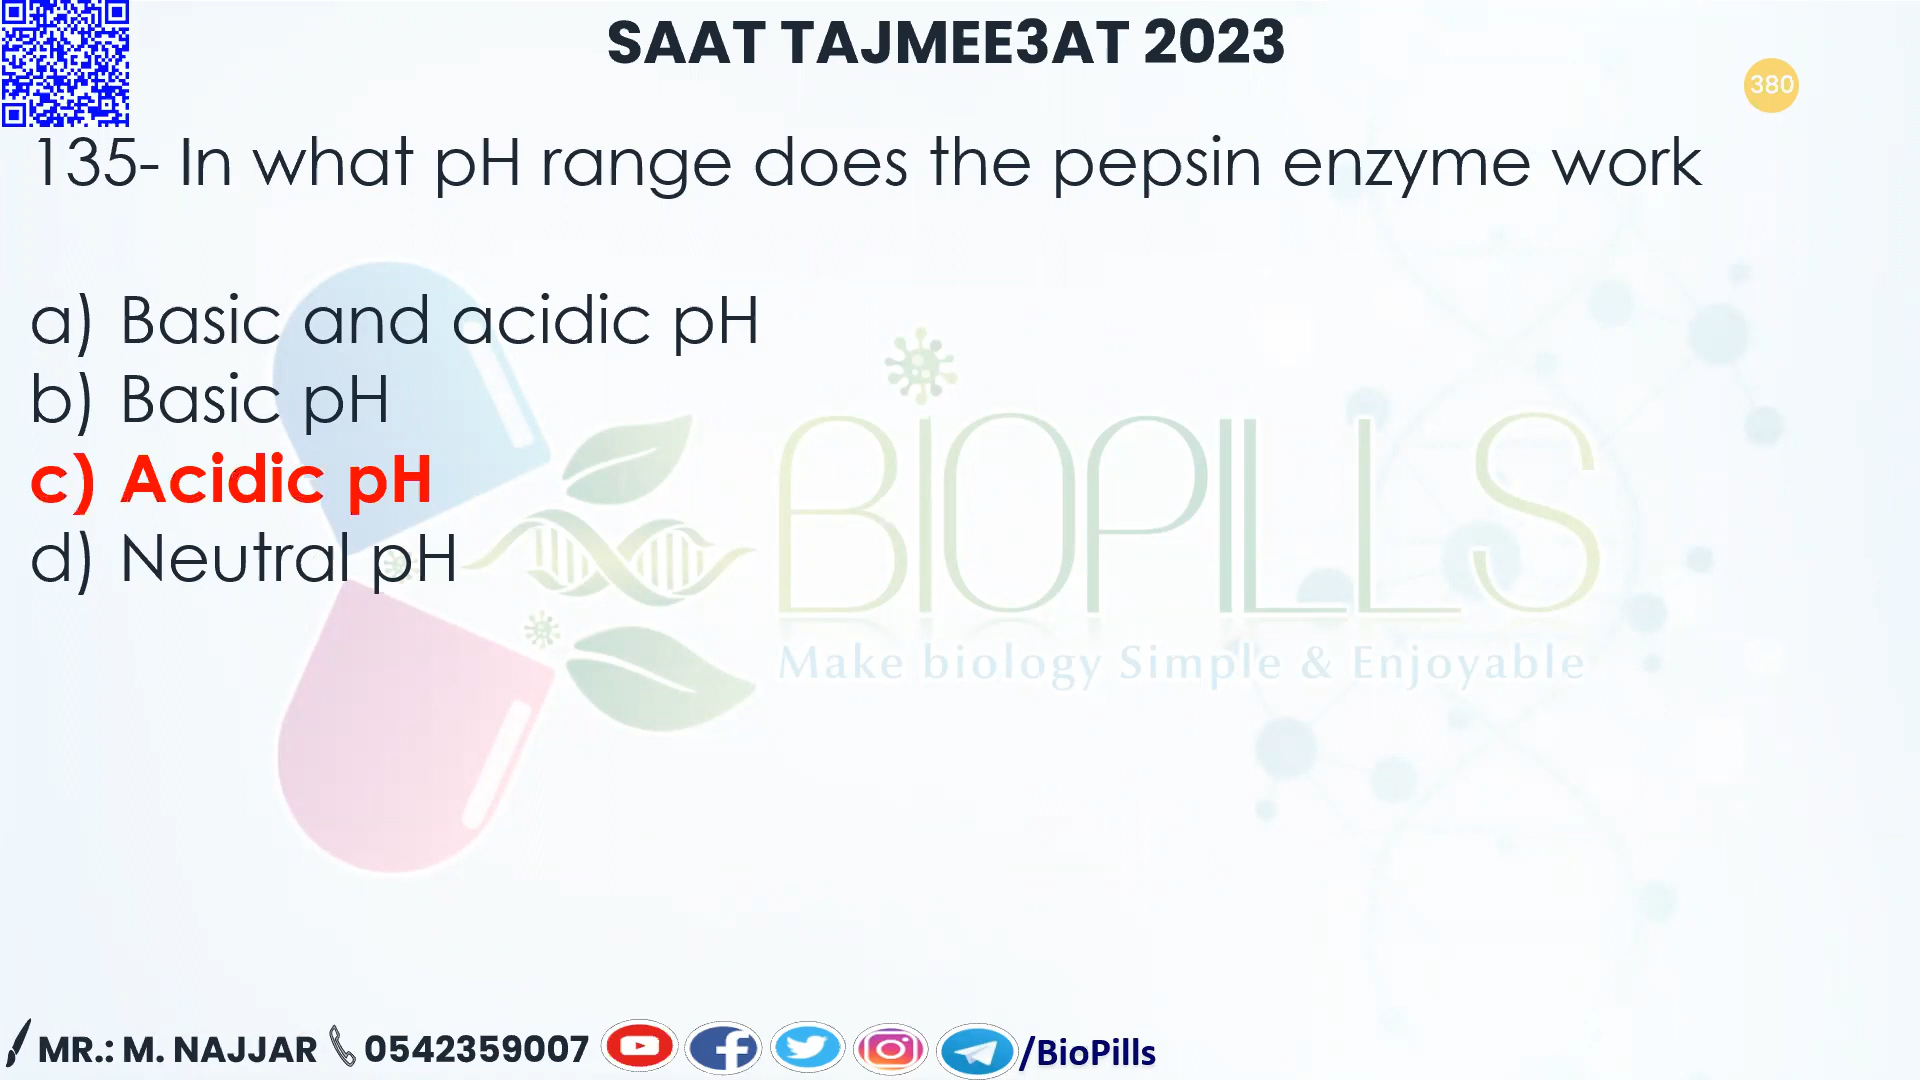 SAAT TAJMEE3AT 2023
380
135- In what pH range does the pepsin enzyme work
a) Basic and acidic pH
b) Basic pH
c) Acidic pH
d) Neutral pH
BIOPILLS
Make biology Simple & Enjoyable
MR.: M. NAJJAR 0542359007 /BioPills